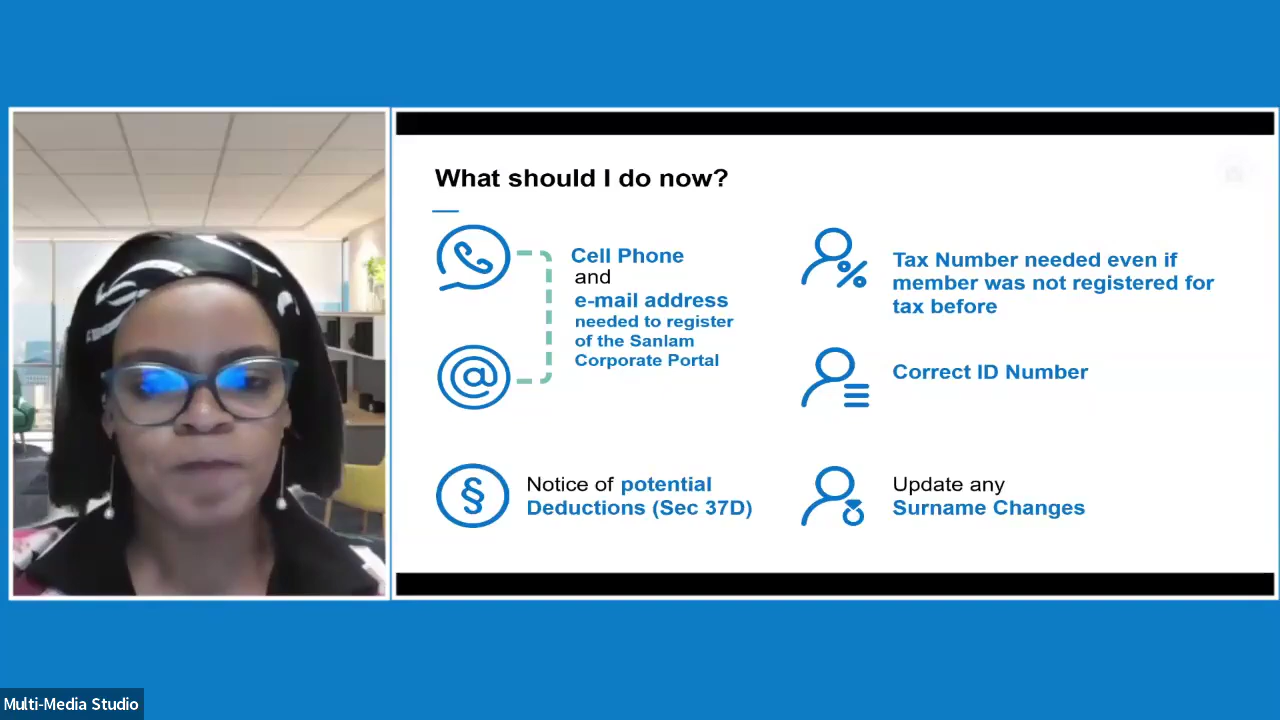 What should I do now?
Cell Phone
and
e-mail address
needed to register
of the Sanlam
Corporate Portal
Notice of potential
Deductions (Sec 37D)
Tax Number needed even if
member was not registered for
tax before
Correct ID Number
Update any
Surname Changes
Multi-Media Studio